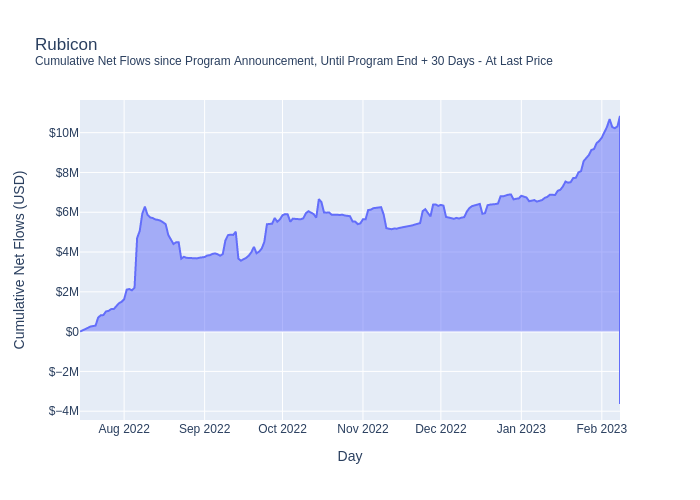 Rubicon
Cumulative Net Flows since Program Announcement, Until Program End + 30 Days - At Last Price
$10M
$8M
$6M
$4M
$2M
$0
$−2M
$−4M
Cumulative Net Flows (USD)
Aug 2022
Sep 2022
Oct 2022
Nov 2022
Dec 2022
Jan 2023
Feb 2023
Day